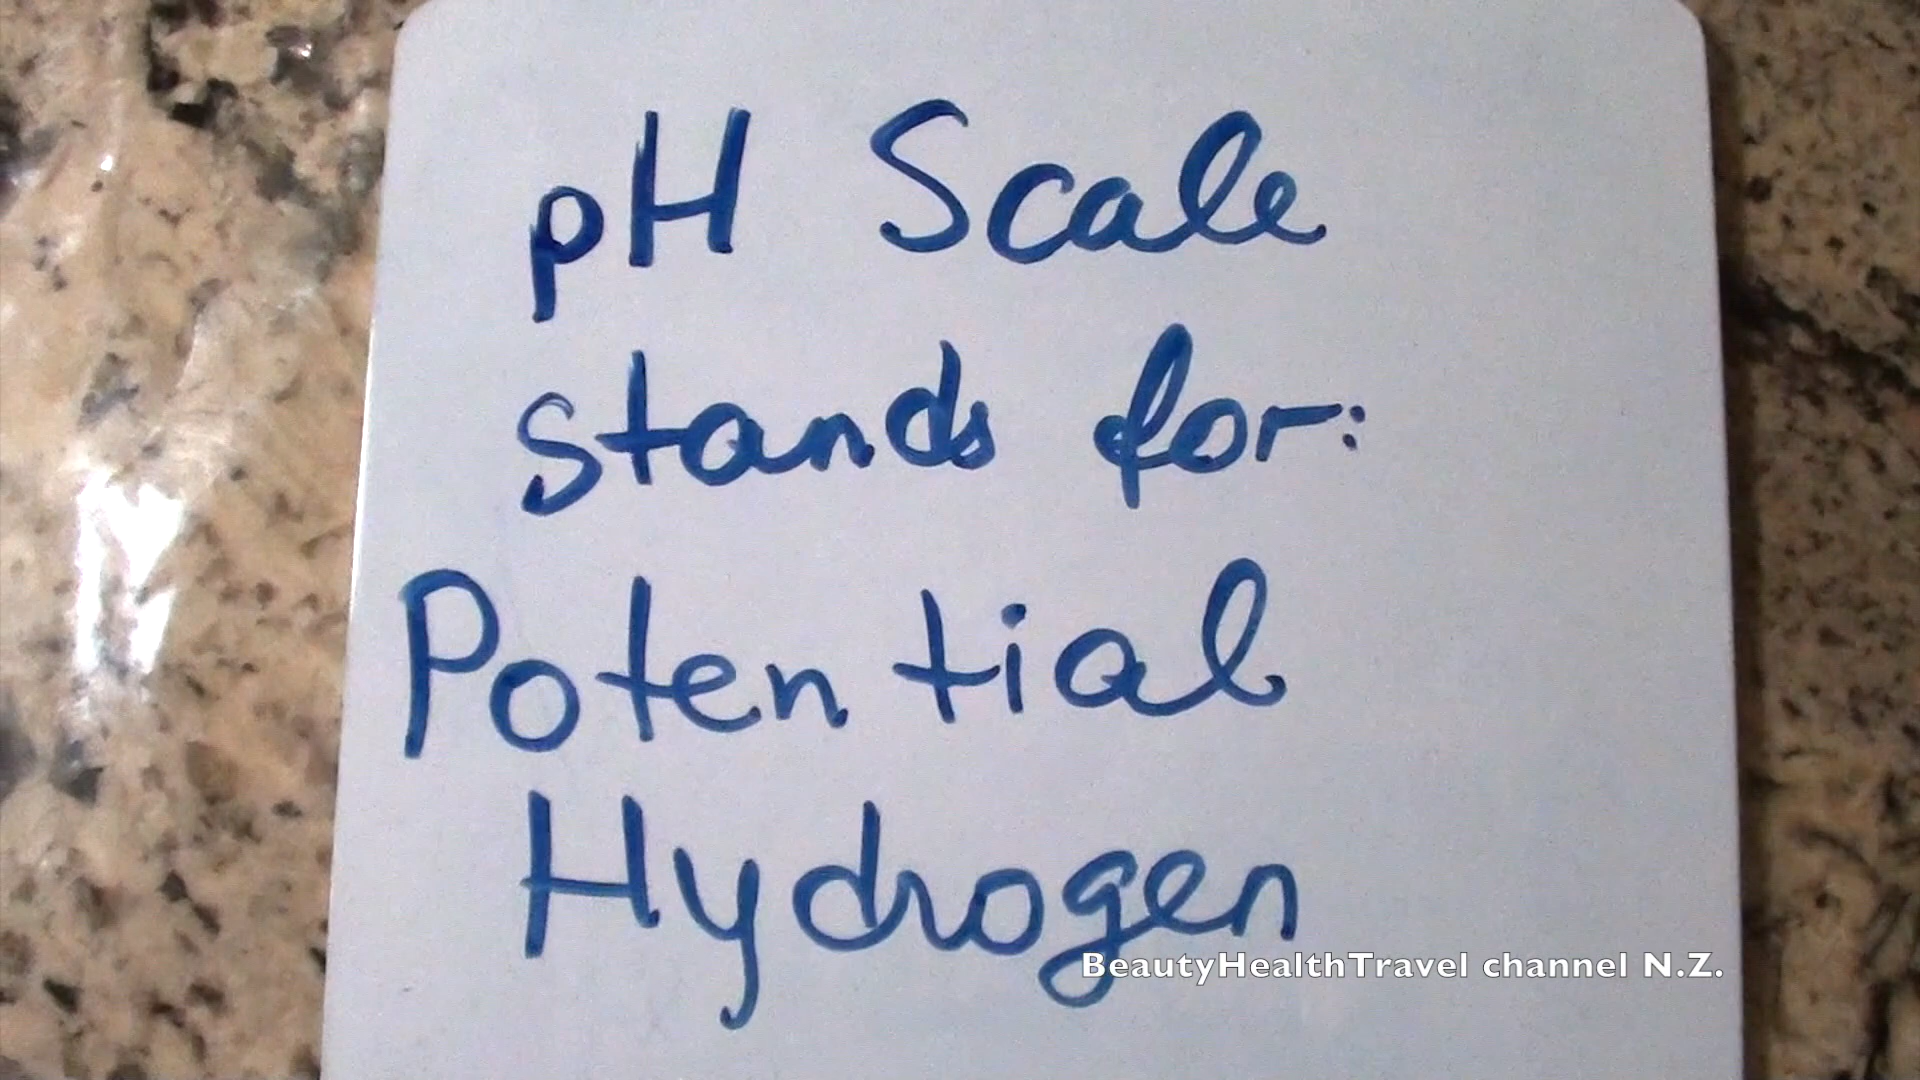 pH Scale
stands for:
Potential
Hydrogen
BeautyHealthTravel channel N.Z.